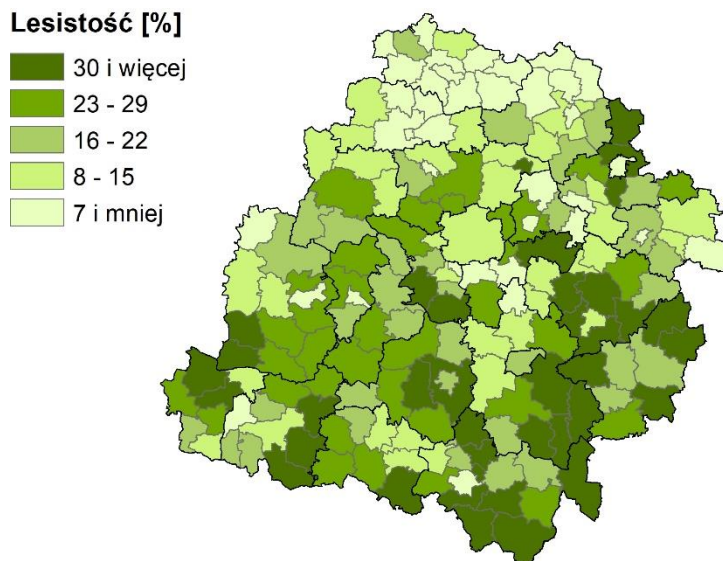 Lesistość [%]
30 i więcej
23 - 29
16 - 22
8 - 15
7 i mniej